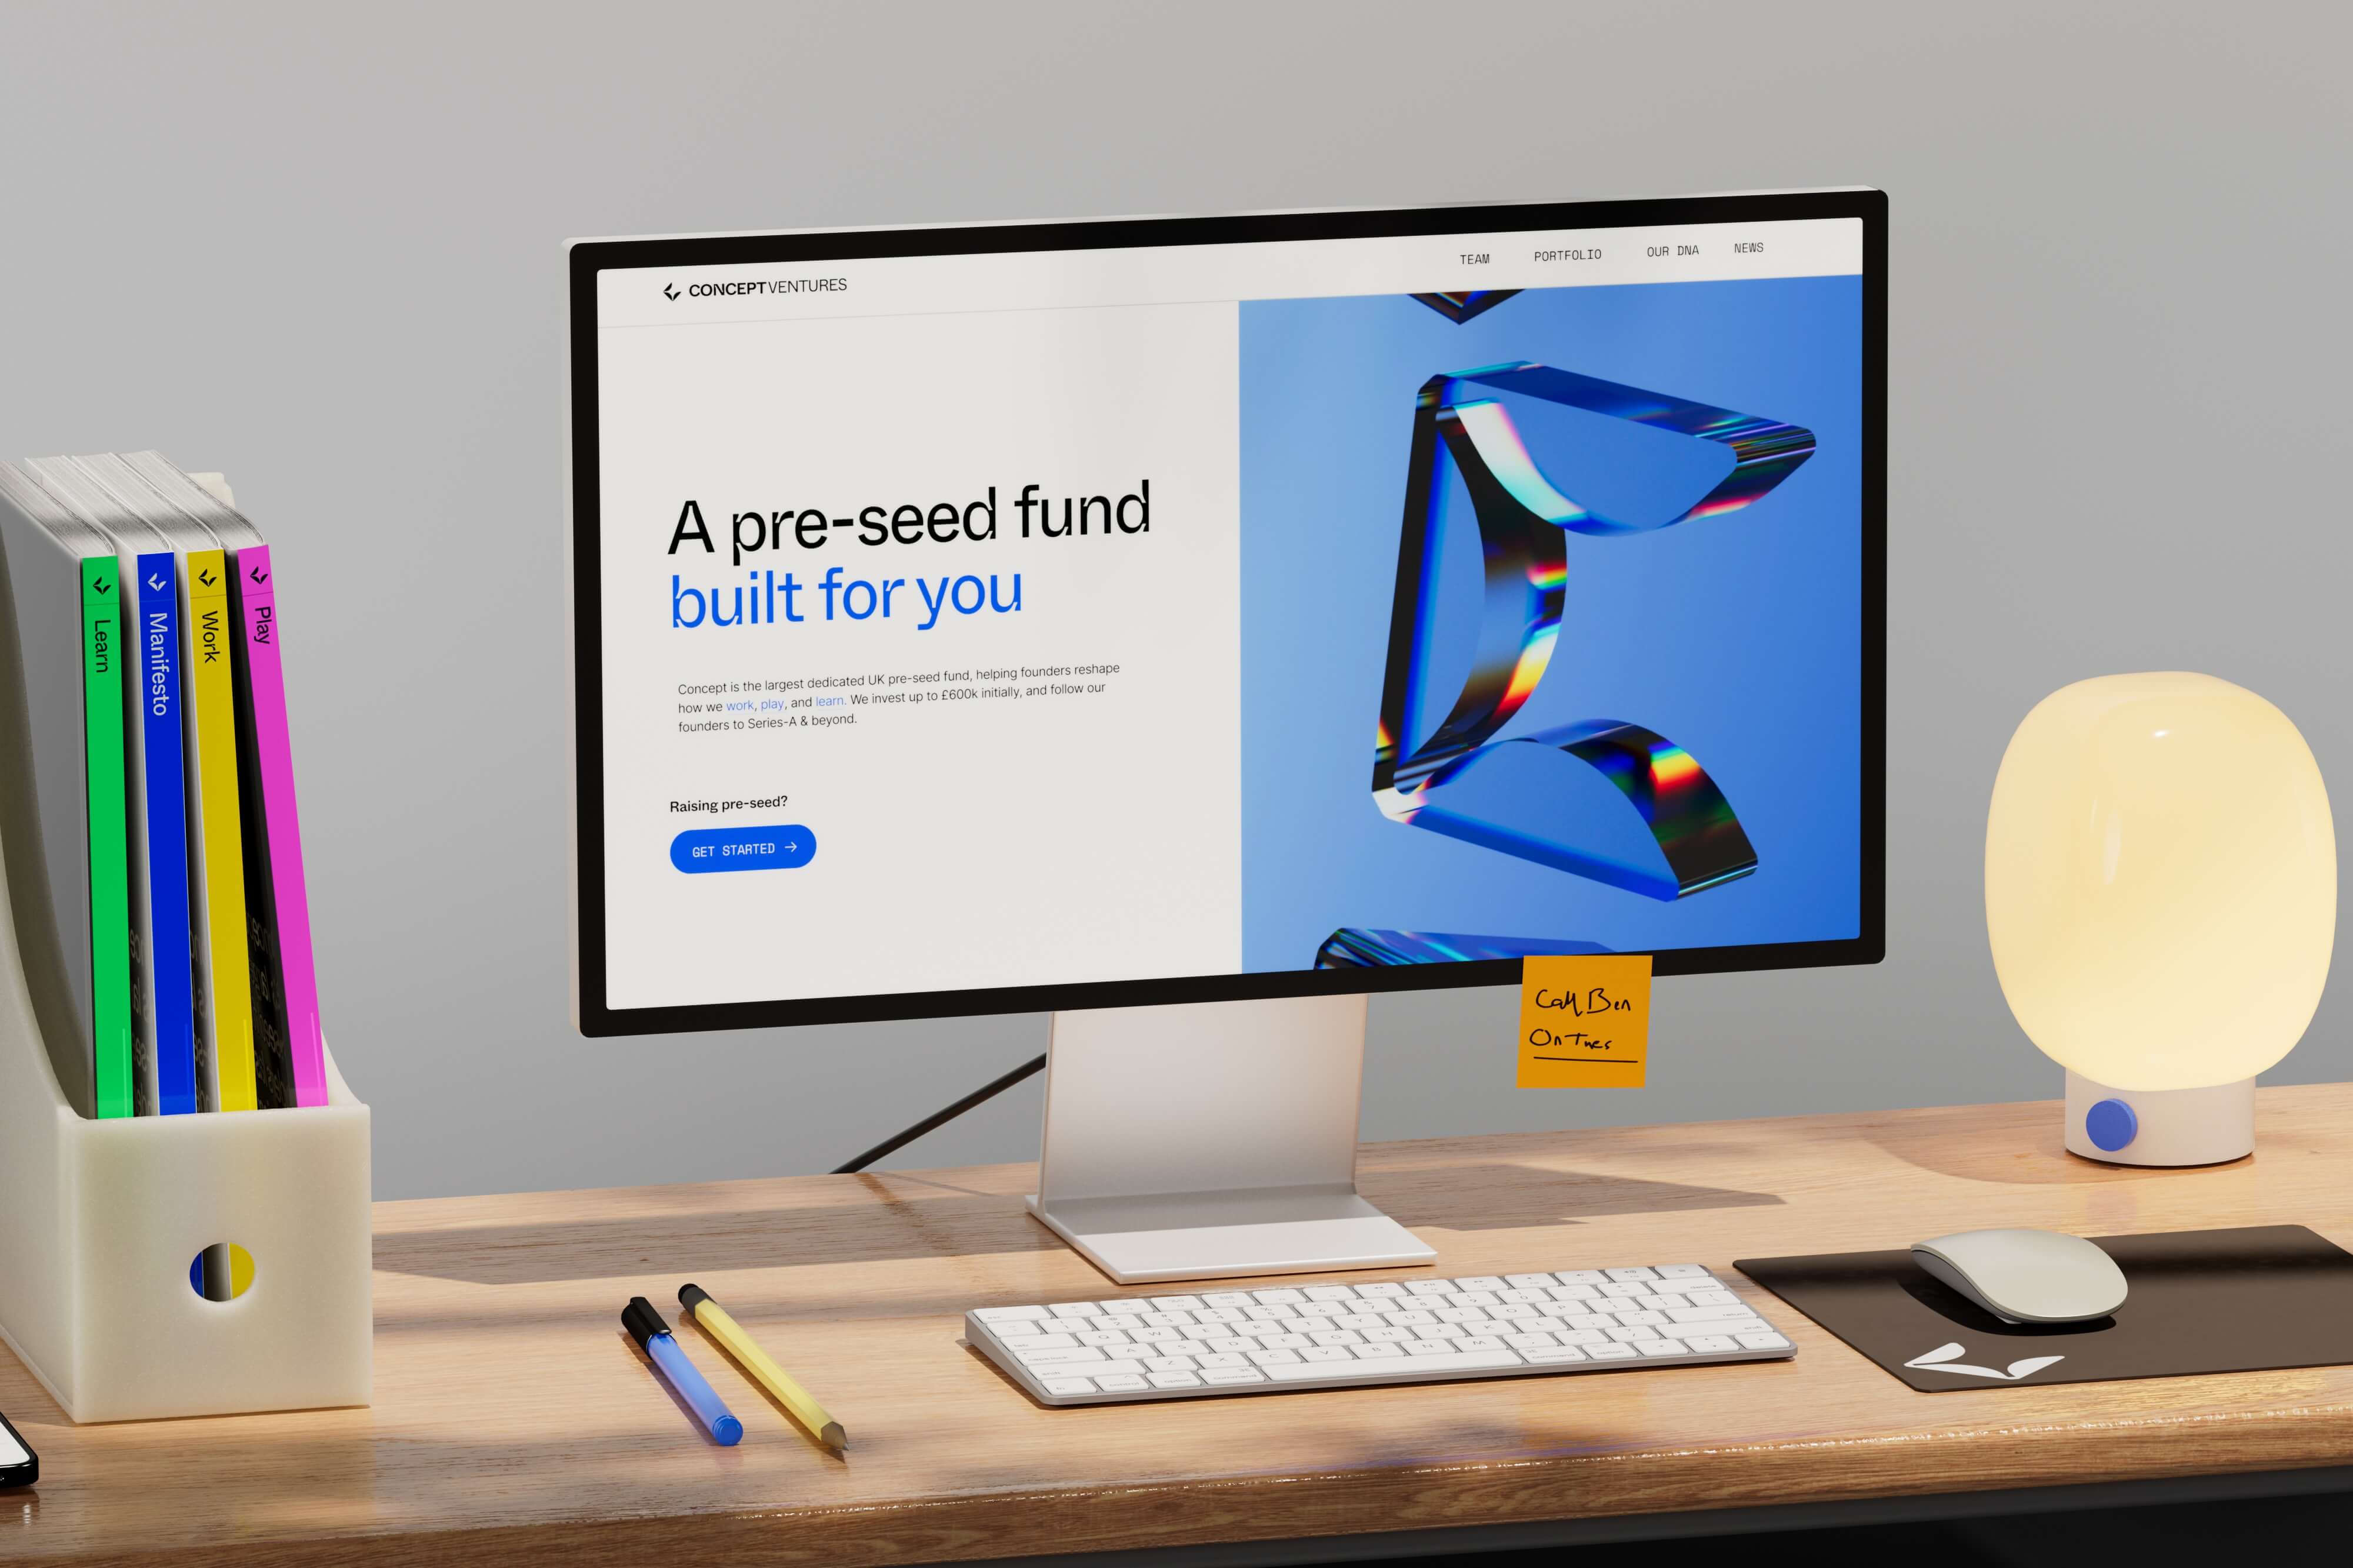 CONCEPTVENTURES
TEAM
PORTFOLIO
OUR DNA
NEWS
A pre-seed fund
built for you
Concept is the largest dedicated UK pre-seed fund, helping founders reshape
how we work, play, and learn. We invest up to £600k initially, and follow our
founders to Series-A & beyond.
Raising pre-seed?
GET STARTED →
Learn
Manifesto
Work
Play
Call Ben
On Tues